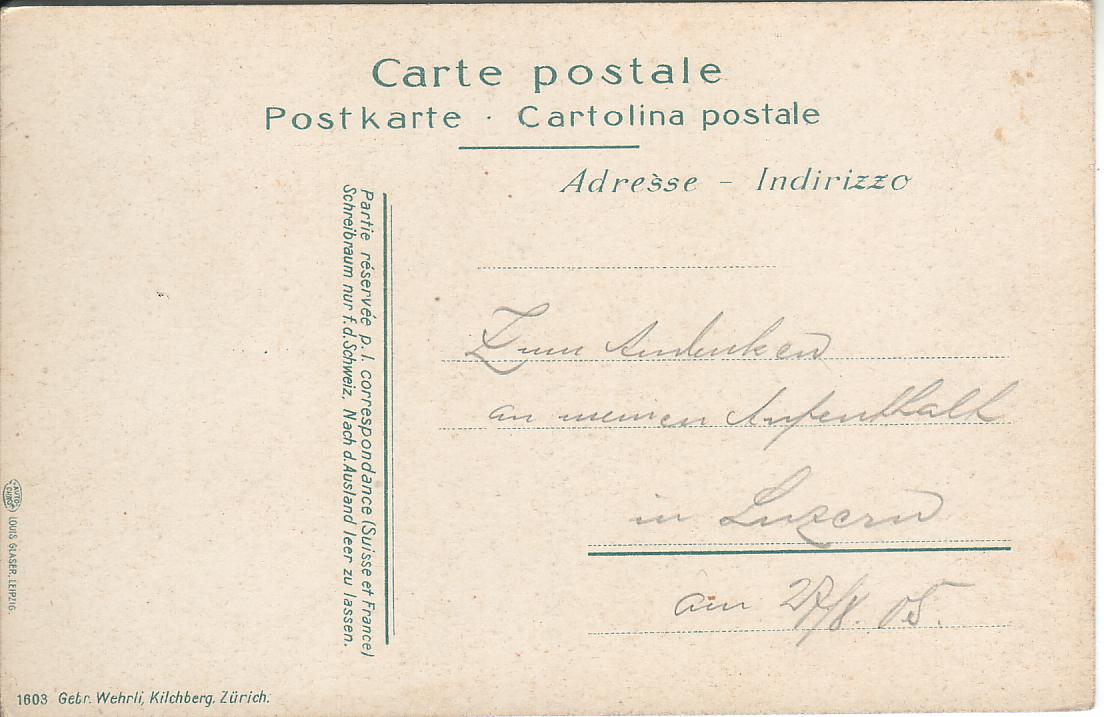 Carte postale
Postkarte · Cartolina postale
Adresse – Indirizzo
Partie réservée p. l. correspondance (Suisse et France)
Schreibraum nur f. d. Schweiz. Nach d. Ausland leer zu lassen.
Zum Andenken
an meinen Aufenthalt
in Luzern
am 27/8. 05.
AUTO-CHROM
LOUIS GLASER, LEIPZIG.
1603 Gebr. Wehrli, Kilchberg, Zürich.